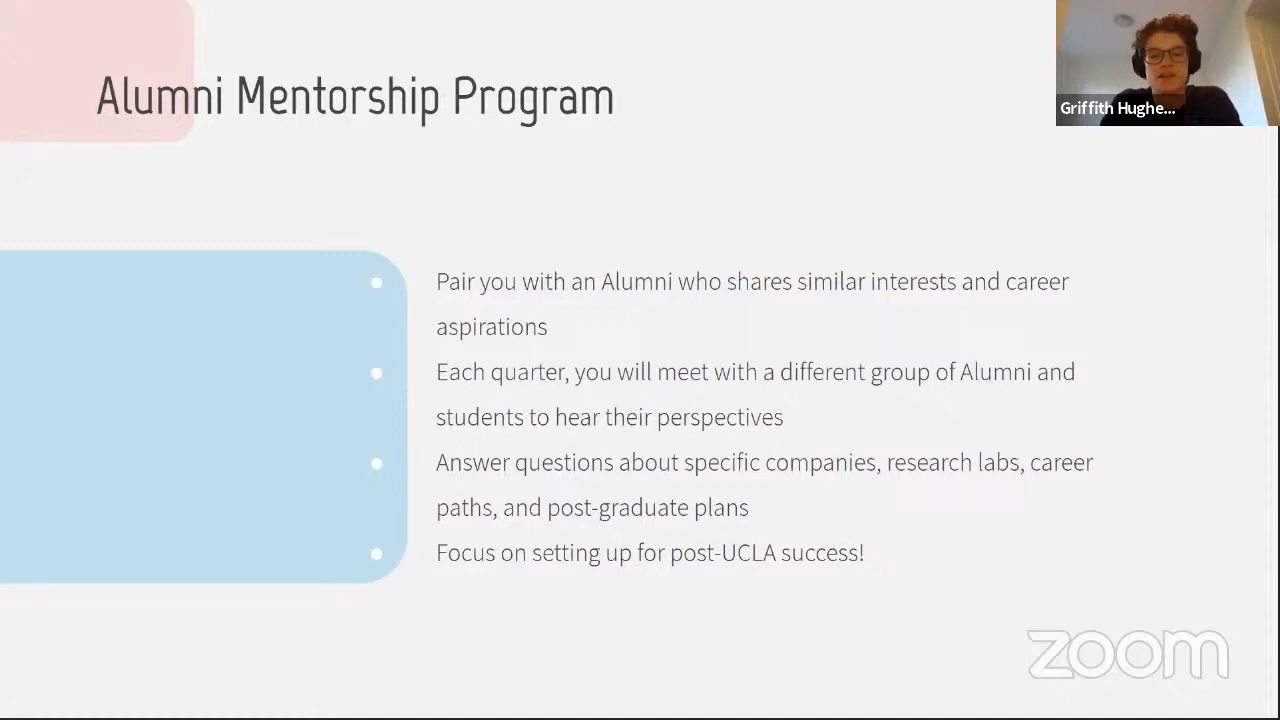 Alumni Mentorship Program
Griffith Hughe...
Pair you with an Alumni who shares similar interests and career
aspirations
Each quarter, you will meet with a different group of Alumni and
students to hear their perspectives
Answer questions about specific companies, research labs, career
paths, and post-graduate plans
Focus on setting up for post-UCLA success!
zoom